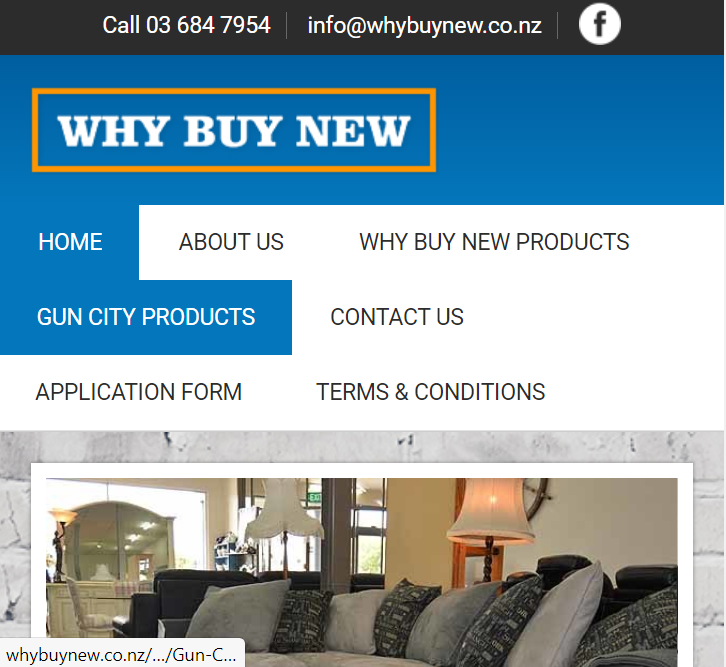 Call 03 684 7954 info@whybuynew.co.nz f
WHY BUY NEW
HOME ABOUT US WHY BUY NEW PRODUCTS
GUN CITY PRODUCTS CONTACT US
APPLICATION FORM TERMS & CONDITIONS
whybuynew.co.nz/.../Gun-C...